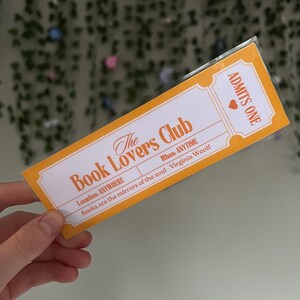 The
Book Lovers Club
Location: ANYWHERE When: ANYTIME
Books are the mirrors of the soul -Virginia Woolf
ADMITS ONE